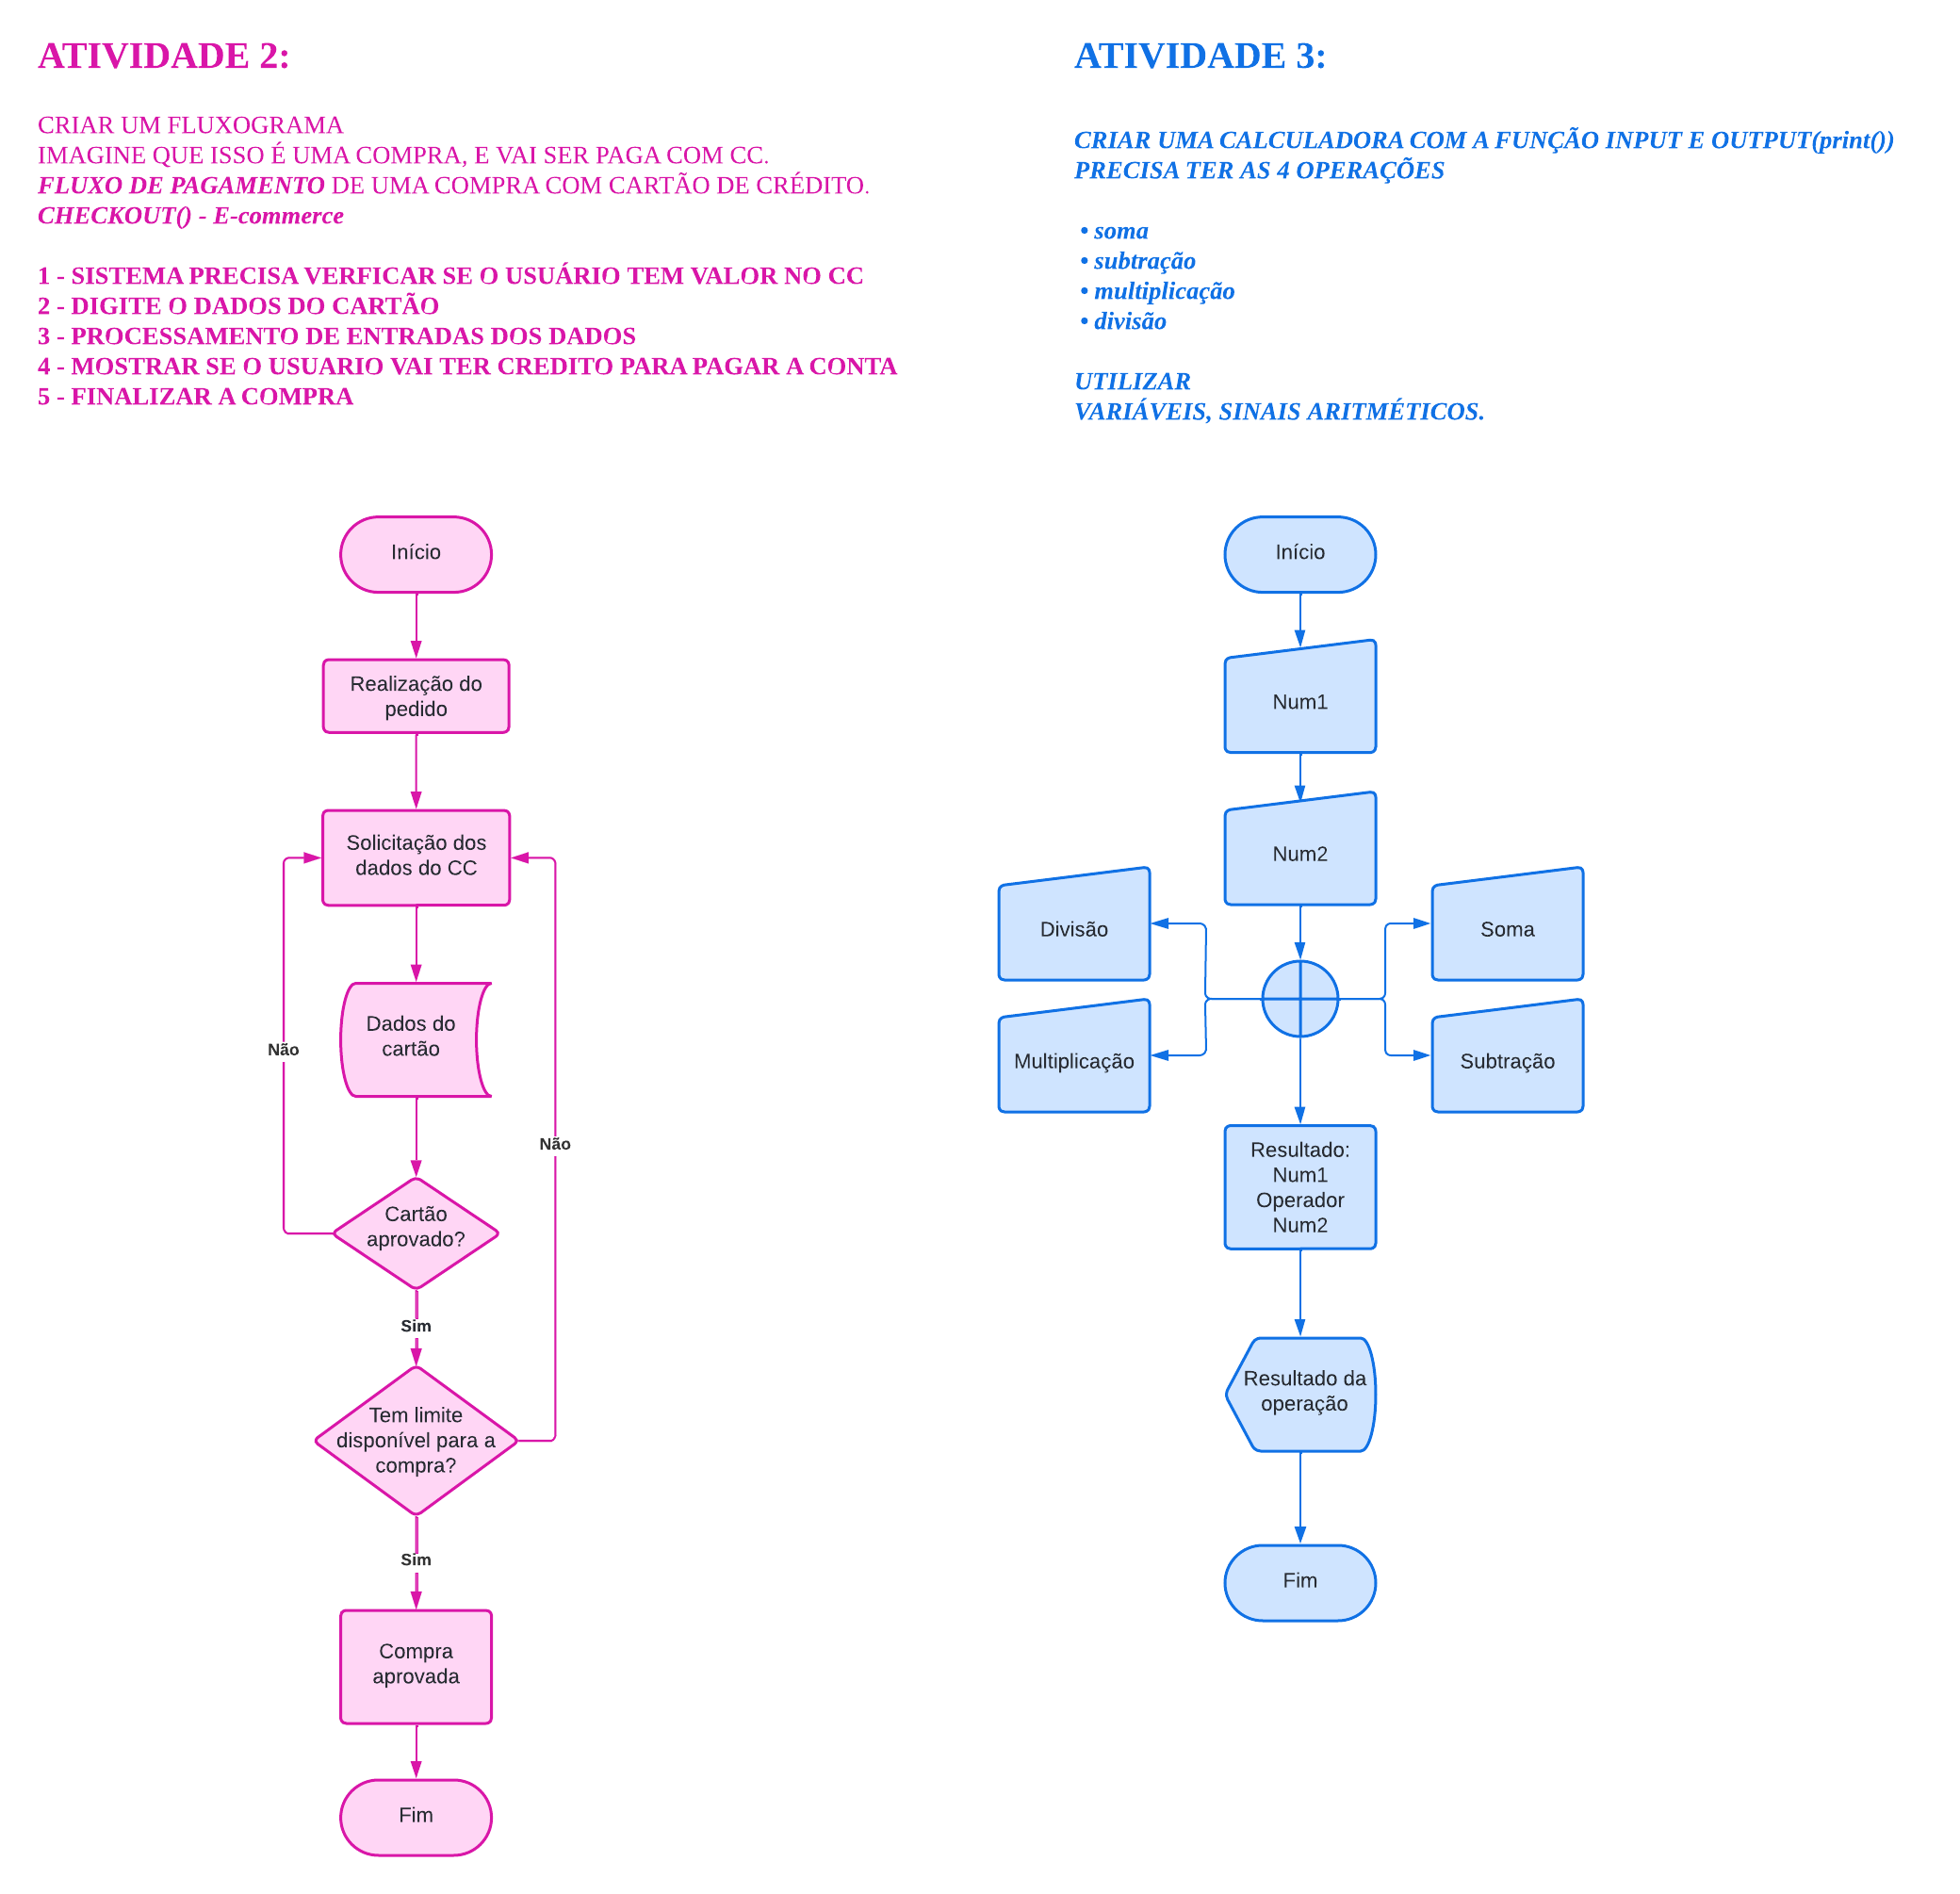 ATIVIDADE 2:
CRIAR UM FLUXOGRAMA
IMAGINE QUE ISSO É UMA COMPRA, E VAI SER PAGA COM CC.
FLUXO DE PAGAMENTO DE UMA COMPRA COM CARTÃO DE CRÉDITO.
CHECKOUT() - E-commerce
1 - SISTEMA PRECISA VERFICAR SE O USUÁRIO TEM VALOR NO CC
2 - DIGITE O DADOS DO CARTÃO
3 - PROCESSAMENTO DE ENTRADAS DOS DADOS
4 - MOSTRAR SE O USUARIO VAI TER CREDITO PARA PAGAR A CONTA
5 - FINALIZAR A COMPRA
Início
Realização do
pedido
Solicitação dos
dados do CC
Dados do
cartão
Não
Não
Cartão
aprovado?
Sim
Tem limite
disponível para a
compra?
Sim
Compra
aprovada
Fim
ATIVIDADE 3:
CRIAR UMA CALCULADORA COM A FUNÇÃO INPUT E OUTPUT(print())
PRECISA TER AS 4 OPERAÇÕES
• soma
• subtração
• multiplicação
• divisão
UTILIZAR
VARIÁVEIS, SINAIS ARITMÉTICOS.
Início
Num1
Num2
Divisão
Soma
Multiplicação
Subtração
Resultado:
Num1
Operador
Num2
Resultado da
operação
Fim